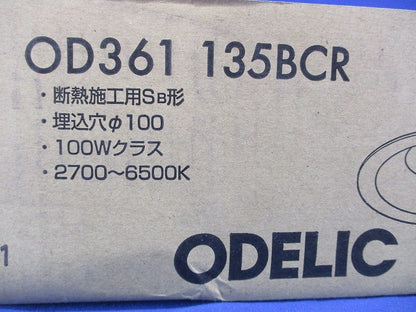 OD361 135BCR
・断熱施工用SB形
・埋込穴φ100
・100Wクラス
・2700～6500K
1
ODELIC